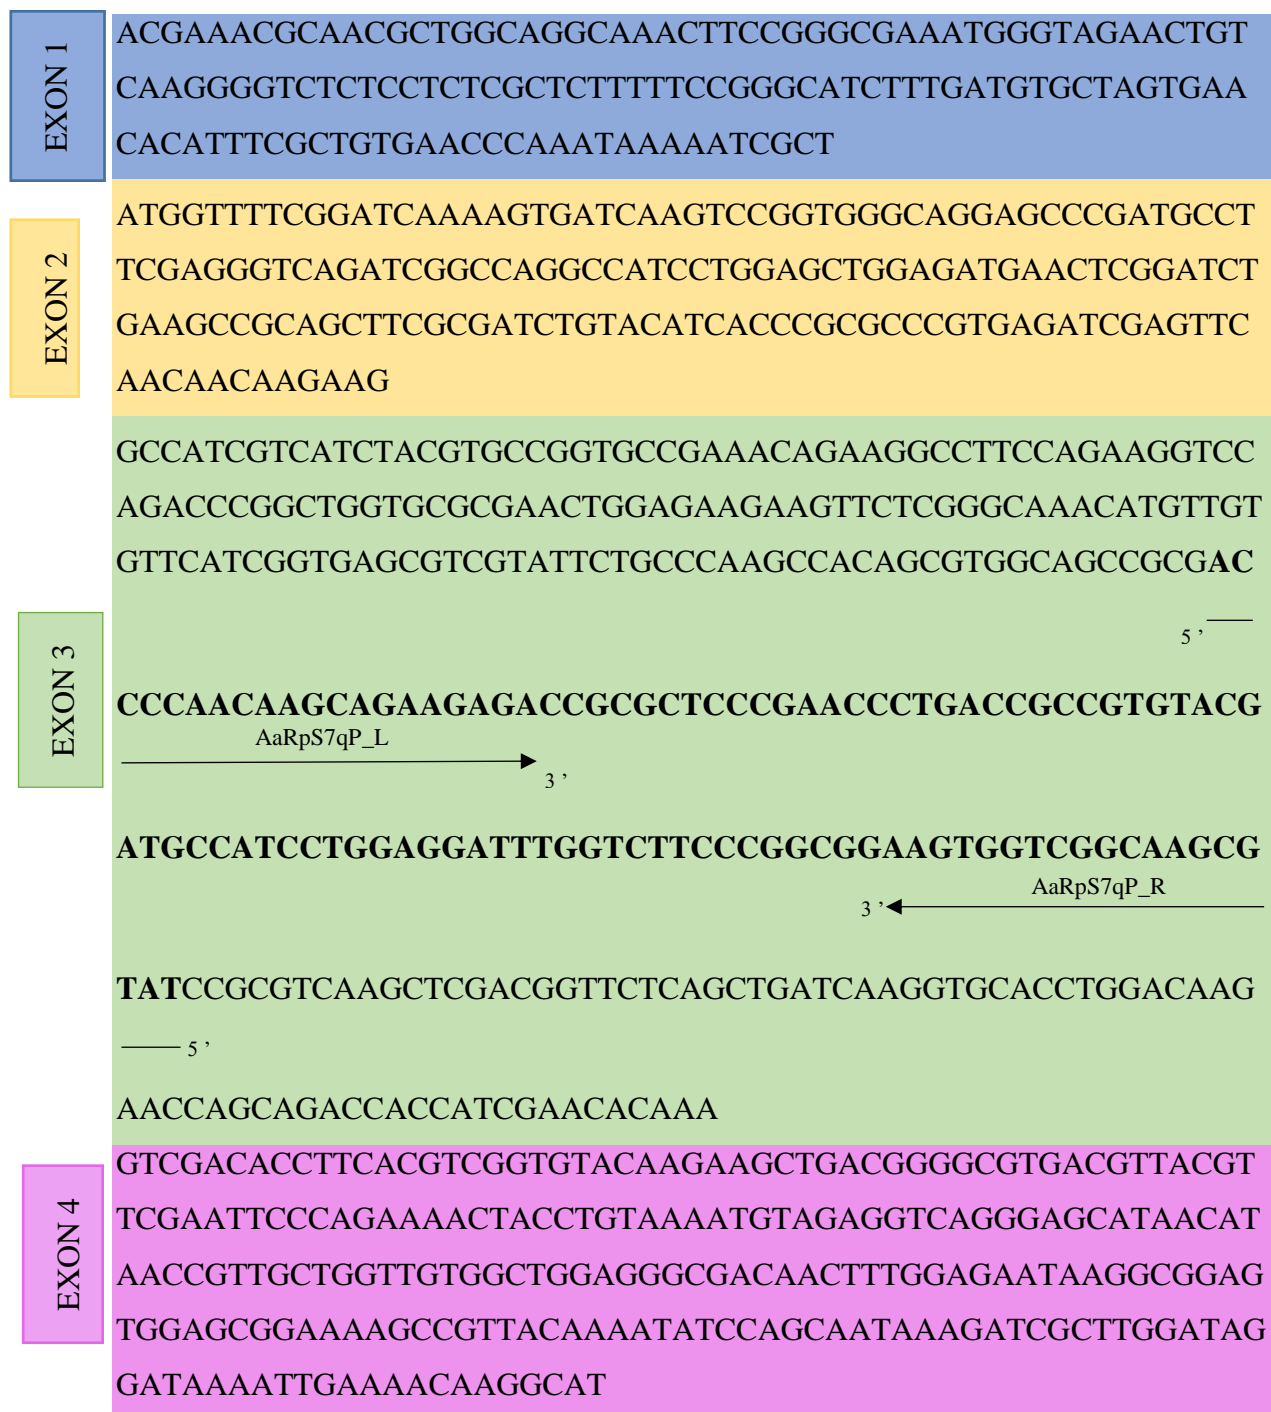 EXON 1
ACGAAACGCAACGCTGGCAGGCAAACTTCCGGGCGAAATGGGTAGAACTGT
CAAGGGGTCTCTCCTCTCGCTCTTTTTCCGGGCATCTTTGATGTGCTAGTGAA
CACATTTCGCTGTGAACCCAAATAAAAATCGCT
EXON 2
ATGGTTTTCGGATCAAAAGTGATCAAGTCCGGTGGGCAGGAGCCCGATGCCT
TCGAGGGTCAGATCGGCCAGGCCATCCTGGAGCTGGAGATGAACTCGGATCT
GAAGCCGCAGCTTCGCGATCTGTACATCACCCGCGCCCGTGAGATCGAGTTC
AACAACAAGAAG
EXON 3
GCCATCGTCATCTACGTGCCGGTGCCGAAACAGAAGGCCTTCCAGAAGGTCC
AGACCCGGCTGGTGCGCGAACTGGAGAAGAAGTTCTCGGGCAAACATGTTGT
GTTCATCGGTGAGCGTCGTATTCTGCCCAAGCCACAGCGTGGCAGCCGCGAC
5 ’
CCCAACAAGCAGAAGAGACCGCGCTCCCGAACCCTGACCGCCGTGTACG
AaRpS7qP_L
3 ’
ATGCCATCCTGGAGGATTTGGTCTTCCCGGCGGAAGTGGTCGGCAAGCG
AaRpS7qP_R
3 ’
TATCCGCGTCAAGCTCGACGGTTCTCAGCTGATCAAGGTGCACCTGGACAAG
5 ’
AACCAGCAGACCACCATCGAACACAAA
EXON 4
GTCGACACCTTCACGTCGGTGTACAAGAAGCTGACGGGGCGTGACGTTACGT
TCGAATTCCCAGAAAACTACCTGTAAAATGTAGAGGTCAGGGAGCATAACAT
AACCGTTGCTGGTTGTGGCTGGAGGGCGACAACTTTGGAGAATAAGGCGGAG
TGGAGCGGAAAAGCCGTTACAAAATATCCAGCAATAAAGATCGCTTGGATAG
GATAAAATTGAAAACAAGGCAT